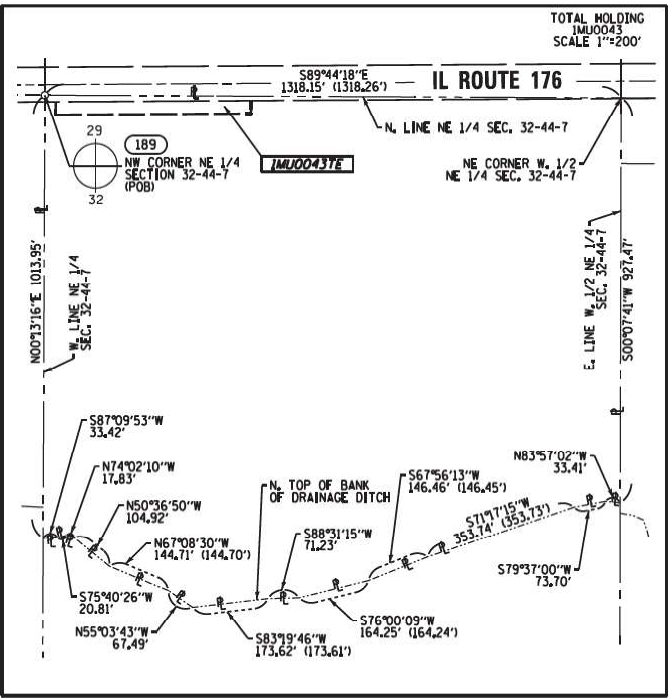 TOTAL HOLDING
1MU0043
SCALE 1"=200'
S89°44'18"E
1318.15' (1318.26')
IL ROUTE 176
N. LINE NE 1/4 SEC. 32-44-7
29
32
189
NW CORNER NE 1/4
SECTION 32-44-7
(POB)
1MU0043TE
NE CORNER W. 1/2
NE 1/4 SEC. 32-44-7
N00°13'16"E 1013.95'
W. LINE NE 1/4
SEC. 32-44-7
E. LINE W. 1/2 NE 1/4
SEC. 32-44-7
S00°07'41"W 927.47'
S87°09'53"W
33.42'
N74°02'10"W
17.83'
N50°36'50"W
104.92'
N67°08'30"W
144.71' (144.70')
N. TOP OF BANK
OF DRAINAGE DITCH
S88°31'15"W
71.23'
S67°56'13"W
146.46' (146.45')
S71°17'15"W
353.74' (353.73')
N83°57'02"W
33.41'
S79°37'00"W
73.70'
S75°40'26"W
20.81'
N55°03'43"W
67.49'
S83°19'46"W
173.62' (173.61')
S76°00'09"W
164.25' (164.24')